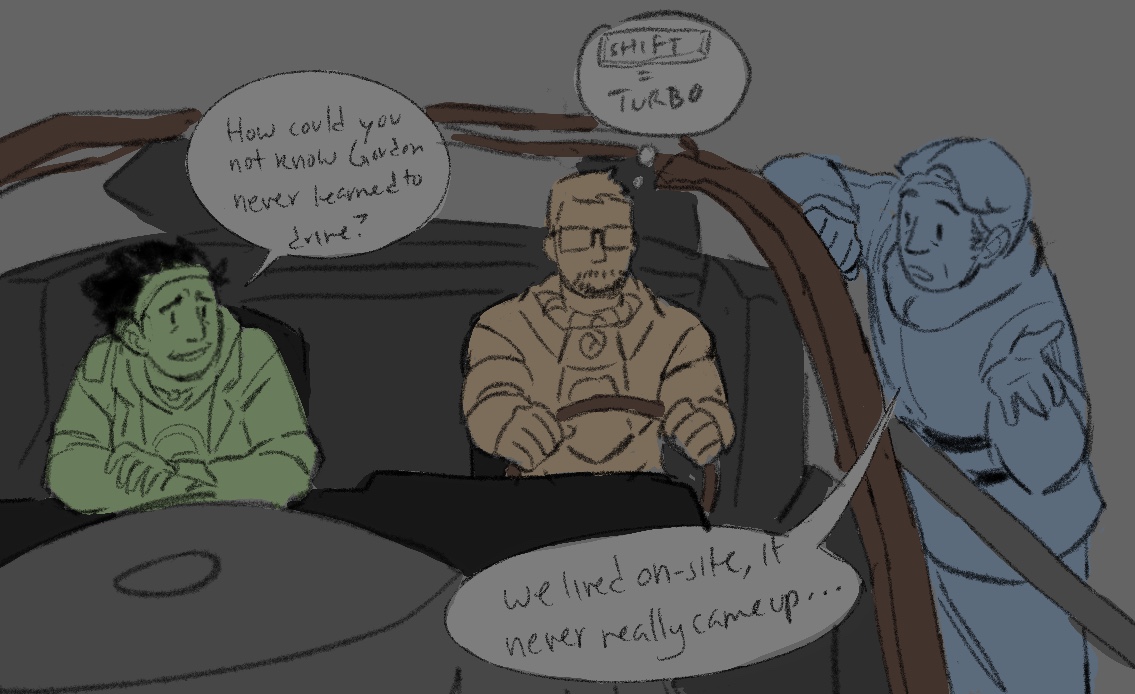 SHIFT
=
TURBO
How could you
not know Gordon
never learned to
drive?
we lived on-site, it
never really came up...